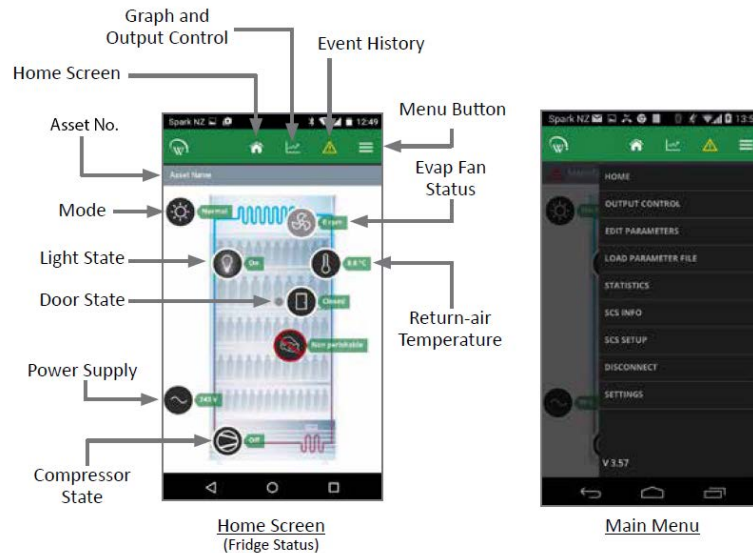 Graph and
Output Control
Event History
Home Screen
Menu Button
Asset No.
Evap Fan
Status
Mode
Light State
Door State
Return-air
Temperature
Power Supply
Compressor
State
Spark NZ
12:49
Asset Name
Normal
On
Closed
Non perishable
243 V
Off
Home Screen
(Fridge Status)
Spark NZ
HOME
OUTPUT CONTROL
EDIT PARAMETERS
LOAD PARAMETER FILE
STATISTICS
SCS INFO
SCS SETUP
DISCONNECT
SETTINGS
V 3.57
Main Menu